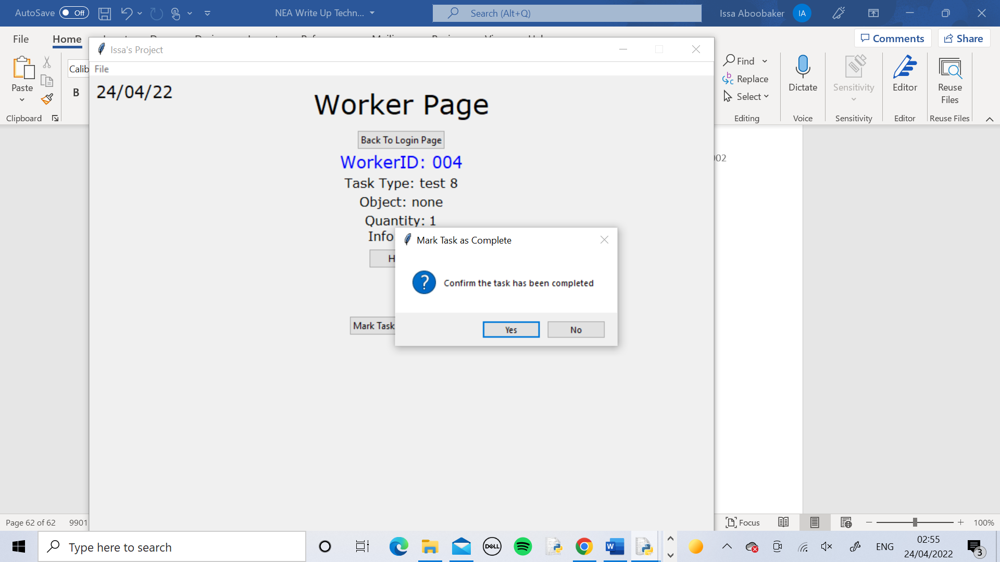 AutoSave Off
NEA Write Up Techn...
Search (Alt+Q)
Issa Aboobaker IA
File Home
Comments Share
Issa's Project
File
Paste
Calib
B
Clipboard
Find
Replace
Select
Editing
Dictate
Voice
Sensitivity
Sensitivity
Editor
Editor
Reuse
Files
Reuse Files
24/04/22
Worker Page
Back To Login Page
WorkerID: 004
Task Type: test 8
Object: none
Quantity: 1
Info
H
Mark Task
Mark Task as Complete
? Confirm the task has been completed
Yes No
002
Page 62 of 62 9901
Focus
100%
Type here to search
DELL
W
ENG
02:55
24/04/2022
3